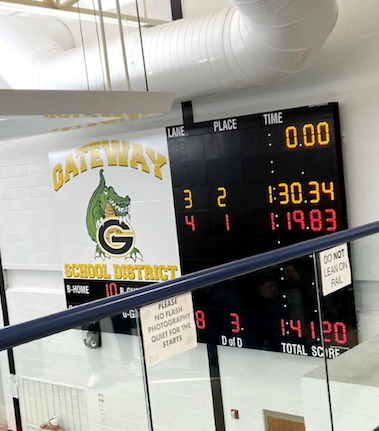 LANE PLACE TIME
0:00
GATEWAY
3 2 1:30.34
4 1 1:19.83
G
SCHOOL DISTRICT
DO NOT
LEAN ON
RAIL
B-HOME 10
PLEASE
NO FLASH
PHOTOGRAPHY
QUIET FOR THE
STARTS
8 3 1:41.20
D of D TOTAL SCORE